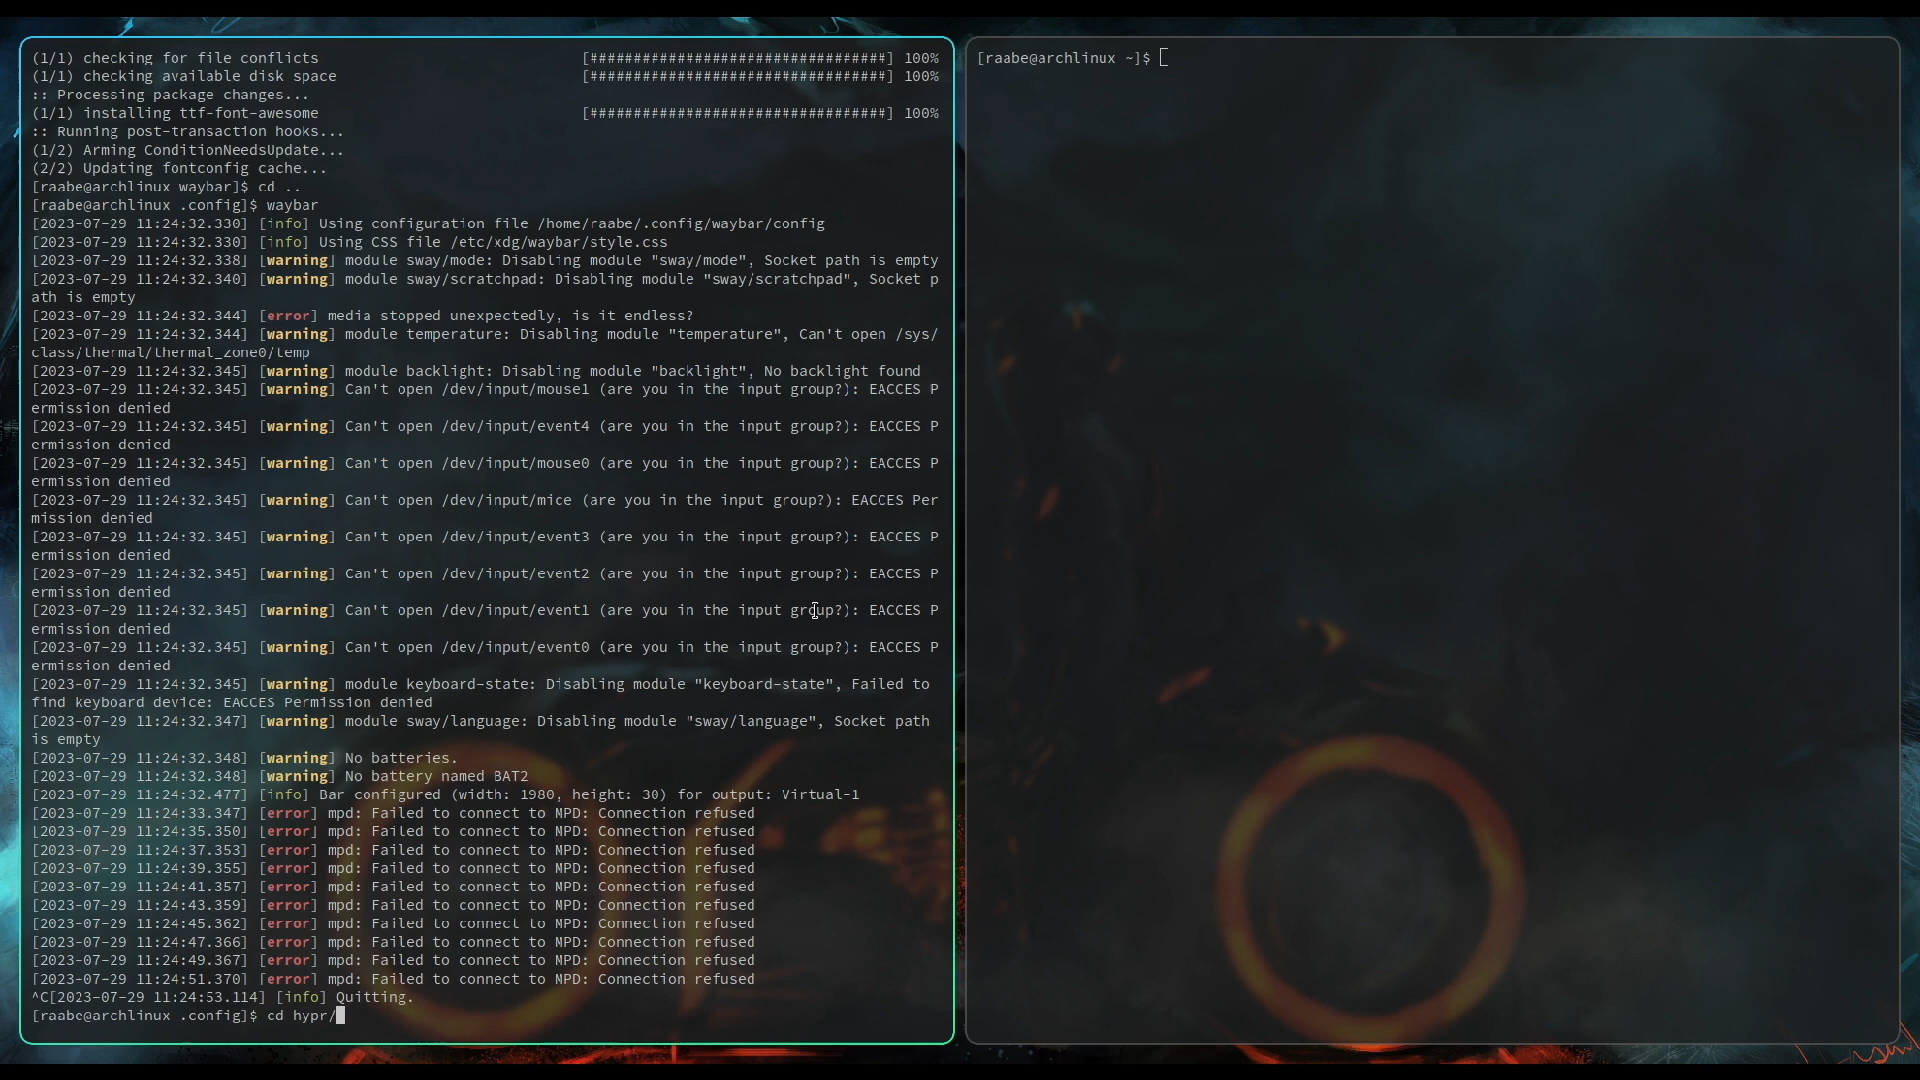 (1/1) checking for file conflicts [##################################] 100%
(1/1) checking available disk space [##################################] 100%
:: Processing package changes...
(1/1) installing ttf-font-awesome [##################################] 100%
:: Running post-transaction hooks...
(1/2) Arming ConditionNeedsUpdate...
(2/2) Updating fontconfig cache...
[raabe@archlinux waybar]$ cd ..
[raabe@archlinux .config]$ waybar
[2023-07-29 11:24:32.330] [info] Using configuration file /home/raabe/.config/waybar/config
[2023-07-29 11:24:32.330] [info] Using CSS file /etc/xdg/waybar/style.css
[2023-07-29 11:24:32.338] [warning] module sway/mode: Disabling module "sway/mode", Socket path is empty
[2023-07-29 11:24:32.340] [warning] module sway/scratchpad: Disabling module "sway/scratchpad", Socket p
ath is empty
[2023-07-29 11:24:32.344] [error] media stopped unexpectedly, is it endless?
[2023-07-29 11:24:32.344] [warning] module temperature: Disabling module "temperature", Can't open /sys/
class/thermal/thermal_zone0/temp
[2023-07-29 11:24:32.345] [warning] module backlight: Disabling module "backlight", No backlight found
[2023-07-29 11:24:32.345] [warning] Can't open /dev/input/mouse1 (are you in the input group?): EACCES P
ermission denied
[2023-07-29 11:24:32.345] [warning] Can't open /dev/input/event4 (are you in the input group?): EACCES P
ermission denied
[2023-07-29 11:24:32.345] [warning] Can't open /dev/input/mouse0 (are you in the input group?): EACCES P
ermission denied
[2023-07-29 11:24:32.345] [warning] Can't open /dev/input/mice (are you in the input group?): EACCES Per
mission denied
[2023-07-29 11:24:32.345] [warning] Can't open /dev/input/event3 (are you in the input group?): EACCES P
ermission denied
[2023-07-29 11:24:32.345] [warning] Can't open /dev/input/event2 (are you in the input group?): EACCES P
ermission denied
[2023-07-29 11:24:32.345] [warning] Can't open /dev/input/event1 (are you in the input group?): EACCES P
ermission denied
[2023-07-29 11:24:32.345] [warning] Can't open /dev/input/event0 (are you in the input group?): EACCES P
ermission denied
[2023-07-29 11:24:32.345] [warning] module keyboard-state: Disabling module "keyboard-state", Failed to
find keyboard device: EACCES Permission denied
[2023-07-29 11:24:32.347] [warning] module sway/language: Disabling module "sway/language", Socket path
is empty
[2023-07-29 11:24:32.348] [warning] No batteries.
[2023-07-29 11:24:32.348] [warning] No battery named BAT2
[2023-07-29 11:24:32.477] [info] Bar configured (width: 1980, height: 30) for output: Virtual-1
[2023-07-29 11:24:33.347] [error] mpd: Failed to connect to MPD: Connection refused
[2023-07-29 11:24:35.350] [error] mpd: Failed to connect to MPD: Connection refused
[2023-07-29 11:24:37.353] [error] mpd: Failed to connect to MPD: Connection refused
[2023-07-29 11:24:39.355] [error] mpd: Failed to connect to MPD: Connection refused
[2023-07-29 11:24:41.357] [error] mpd: Failed to connect to MPD: Connection refused
[2023-07-29 11:24:43.359] [error] mpd: Failed to connect to MPD: Connection refused
[2023-07-29 11:24:45.362] [error] mpd: Failed to connect to MPD: Connection refused
[2023-07-29 11:24:47.366] [error] mpd: Failed to connect to MPD: Connection refused
[2023-07-29 11:24:49.367] [error] mpd: Failed to connect to MPD: Connection refused
[2023-07-29 11:24:51.370] [error] mpd: Failed to connect to MPD: Connection refused
^C[2023-07-29 11:24:53.114] [info] Quitting.
[raabe@archlinux .config]$ cd hypr/
[raabe@archlinux ~]$